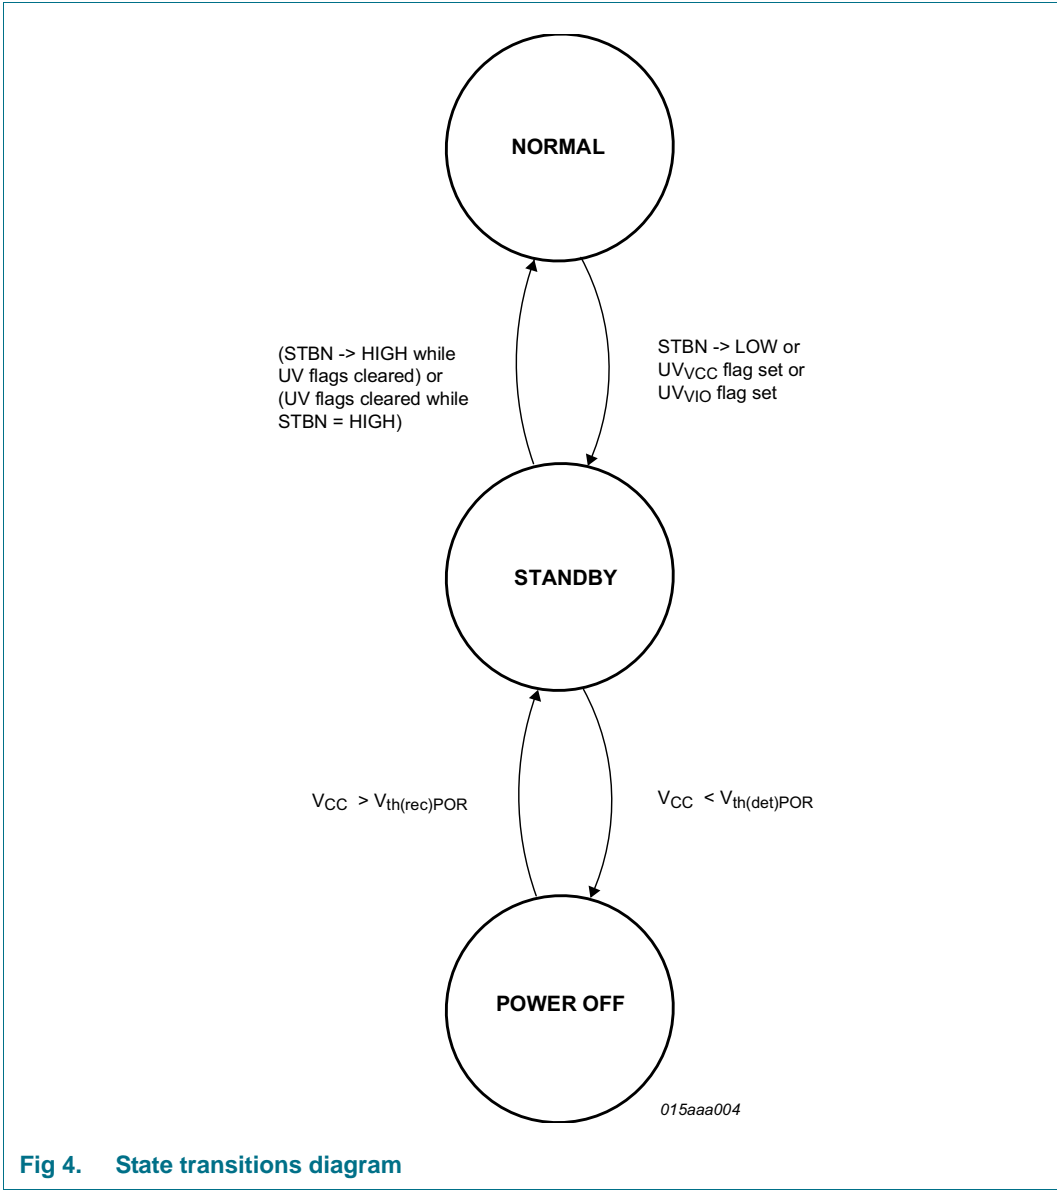 NORMAL
(STBN -> HIGH while
UV flags cleared) or
(UV flags cleared while
STBN = HIGH)
STBN -> LOW or
UVVCC flag set or
UVVIO flag set
STANDBY
VCC > Vth(rec)POR
VCC < Vth(det)POR
POWER OFF
015aaa004
Fig 4. State transitions diagram